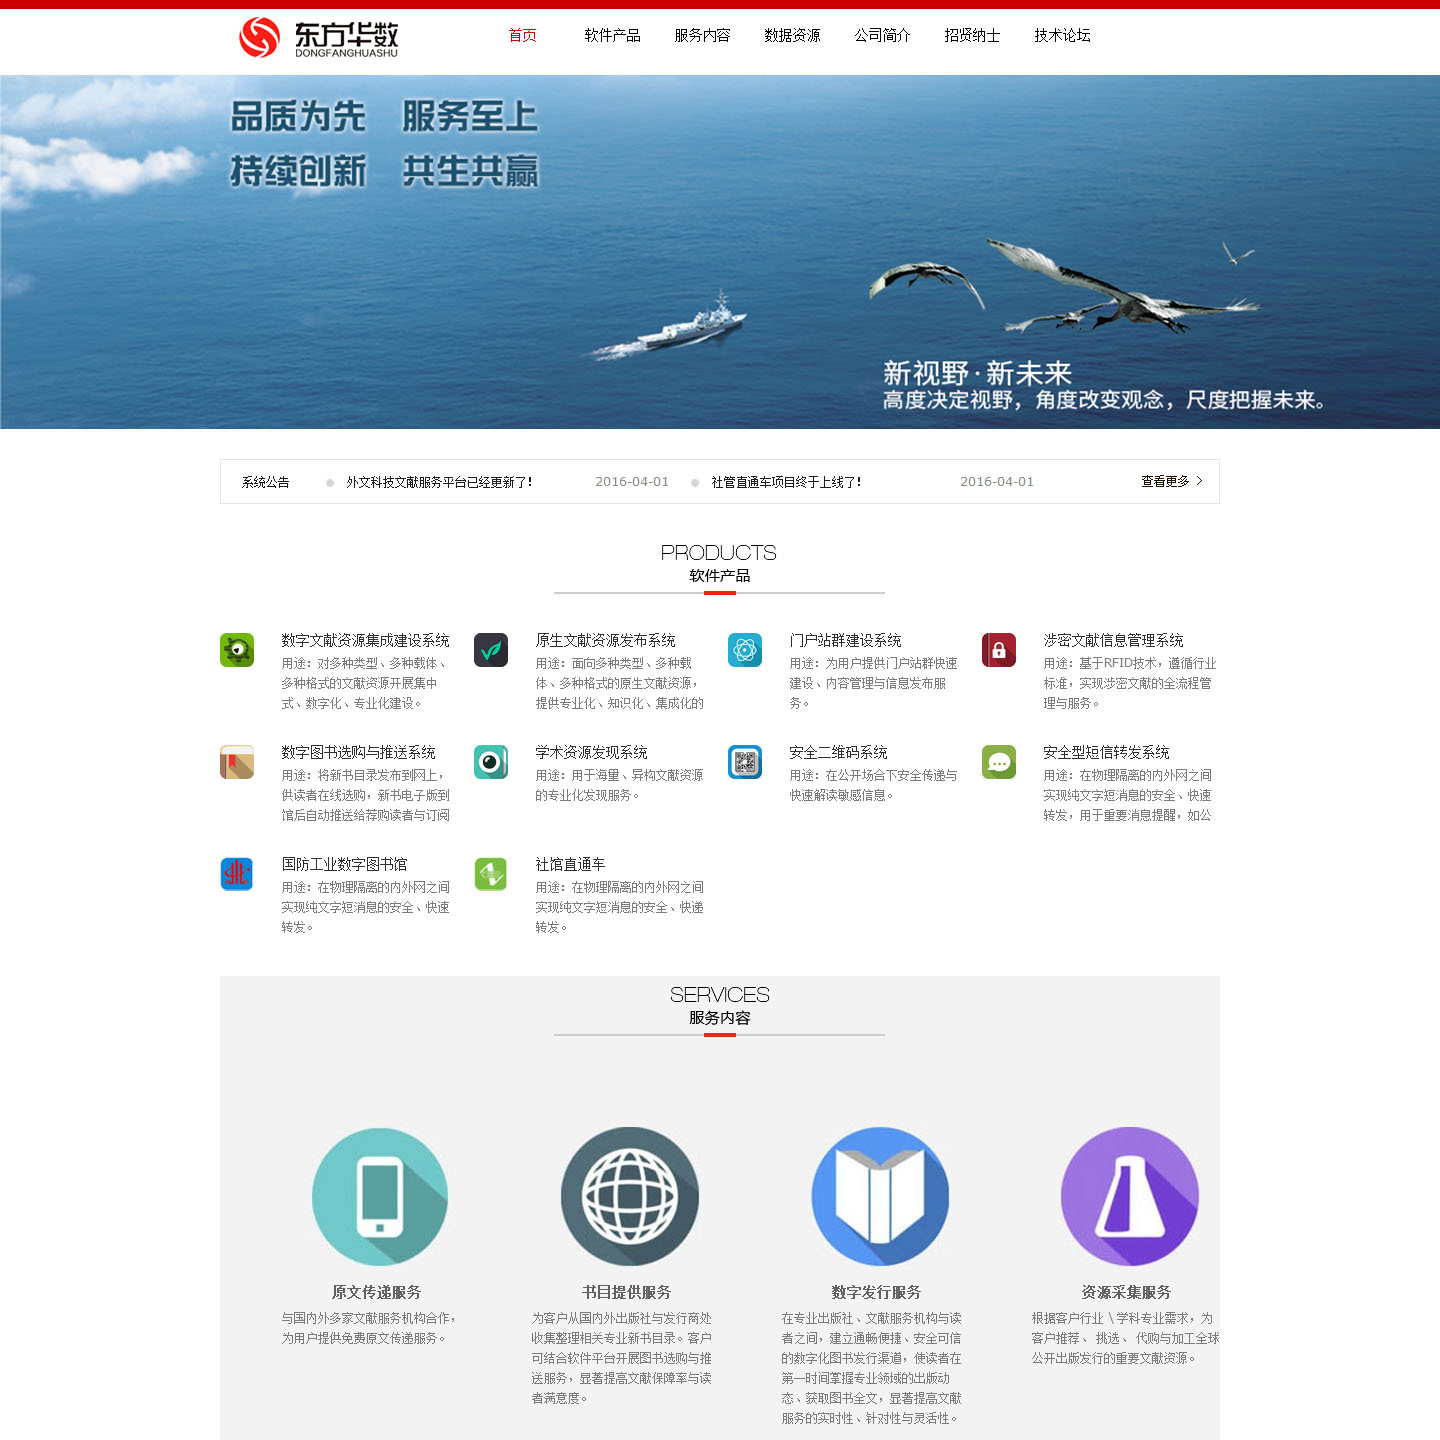 东方华数
DONGFANGHUASHU
首页 软件产品 服务内容 数据资源 公司简介 招贤纳士 技术论坛
品质为先 服务至上
持续创新 共生共赢
新视野·新未来
高度决定视野，角度改变观念，尺度把握未来。
系统公告 外文科技文献服务平台已经更新了! 2016-04-01 社管直通车项目终于上线了! 2016-04-01 查看更多
PRODUCTS
软件产品
数字文献资源集成建设系统
用途：对多种类型、多种载体、
多种格式的文献资源开展集中
式、数字化、专业化建设。
原生文献资源发布系统
用途：面向多种类型、多种载
体、多种格式的原生文献资源，
提供专业化、知识化、集成化的
门户站群建设系统
用途：为用户提供门户站群快速
建设、内容管理与信息发布服
务。
涉密文献信息管理系统
用途：基于RFID技术，遵循行业
标准，实现涉密文献的全流程管
理与服务。
数字图书选购与推送系统
用途：将新书目录发布到网上，
供读者在线选购，新书电子版到
馆后自动推送给荐购读者与订阅
学术资源发现系统
用途：用于海量、异构文献资源
的专业化发现服务。
安全二维码系统
用途：在公开场合下安全传递与
快速解读敏感信息。
安全型短信转发系统
用途：在物理隔离的内外网之间
实现纯文字短消息的安全、快速
转发，用于重要消息提醒，如公
国防工业数字图书馆
用途：在物理隔离的内外网之间
实现纯文字短消息的安全、快速
转发。
社馆直通车
用途：在物理隔离的内外网之间
实现纯文字短消息的安全、快递
转发。
SERVICES
服务内容
原文传递服务
与国内外多家文献服务机构合作，
为用户提供免费原文传递服务。
书目提供服务
为客户从国内外出版社与发行商处
收集整理相关专业新书目录。客户
可结合软件平台开展图书选购与推
送服务，显著提高文献保障率与读
者满意度。
数字发行服务
在专业出版社、文献服务机构与读
者之间，建立通畅便捷、安全可信
的数字化图书发行渠道，使读者在
第一时间掌握专业领域的出版动
态、获取图书全文，显著提高文献
服务的实时性、针对性与灵活性。
资源采集服务
根据客户行业 \ 学科专业需求，为
客户推荐、 挑选、 代购与加工全球
公开出版发行的重要文献资源。